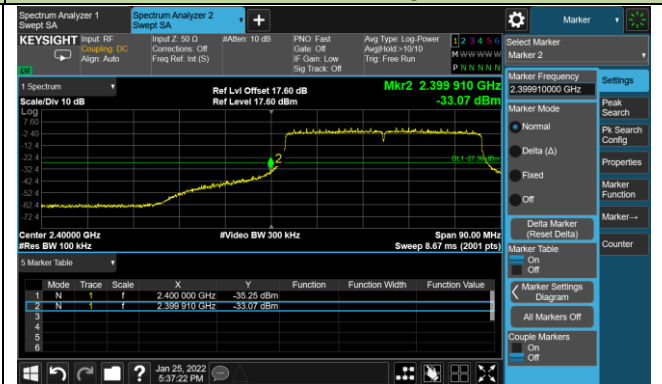 Spectrum Analyzer 1
Swept SA
Spectrum Analyzer 2
Swept SA
+
Marker
KEYSIGHT
Input: RF
Coupling: DC
Align: Auto
Input Z: 50 Ω
Corrections: Off
Freq Ref: Int (S)
#Atten: 10 dB
PNO: Fast
Gate: Off
IF Gain: Low
Sig Track: Off
Avg Type: Log-Power
Avg|Hold:>10/10
Trig: Free Run
1 2 3 4 5 6
M W W W W W
P N N N N N
LXI
Select Marker
Marker 2
1 Spectrum
Scale/Div 10 dB
Log
Ref Lvl Offset 17.60 dB
Ref Level 17.60 dBm
Mkr2 2.399 910 GHz
-33.07 dBm
7.60
-2.40
-12.4
-22.4
-32.4
-42.4
-52.4
-62.4
-72.4
2
DL1 -27.36 dBm
Center 2.40000 GHz
#Res BW 100 kHz
#Video BW 300 kHz
Span 90.00 MHz
Sweep 8.67 ms (2001 pts)
5 Marker Table
Mode Trace Scale X Y Function Function Width Function Value
1 N 1 f 2.400 000 GHz -35.25 dBm
2 N 1 f 2.399 910 GHz -33.07 dBm
3
4
5
6
Marker Frequency
2.399910000 GHz
Marker Mode
Normal
Delta (Δ)
Fixed
Off
Delta Marker
(Reset Delta)
Marker Table
On
Off
Marker Settings
Diagram
All Markers Off
Couple Markers
On
Off
Settings
Peak
Search
Pk Search
Config
Properties
Marker
Function
Marker→
Counter
?
Jan 25, 2022
5:37:22 PM